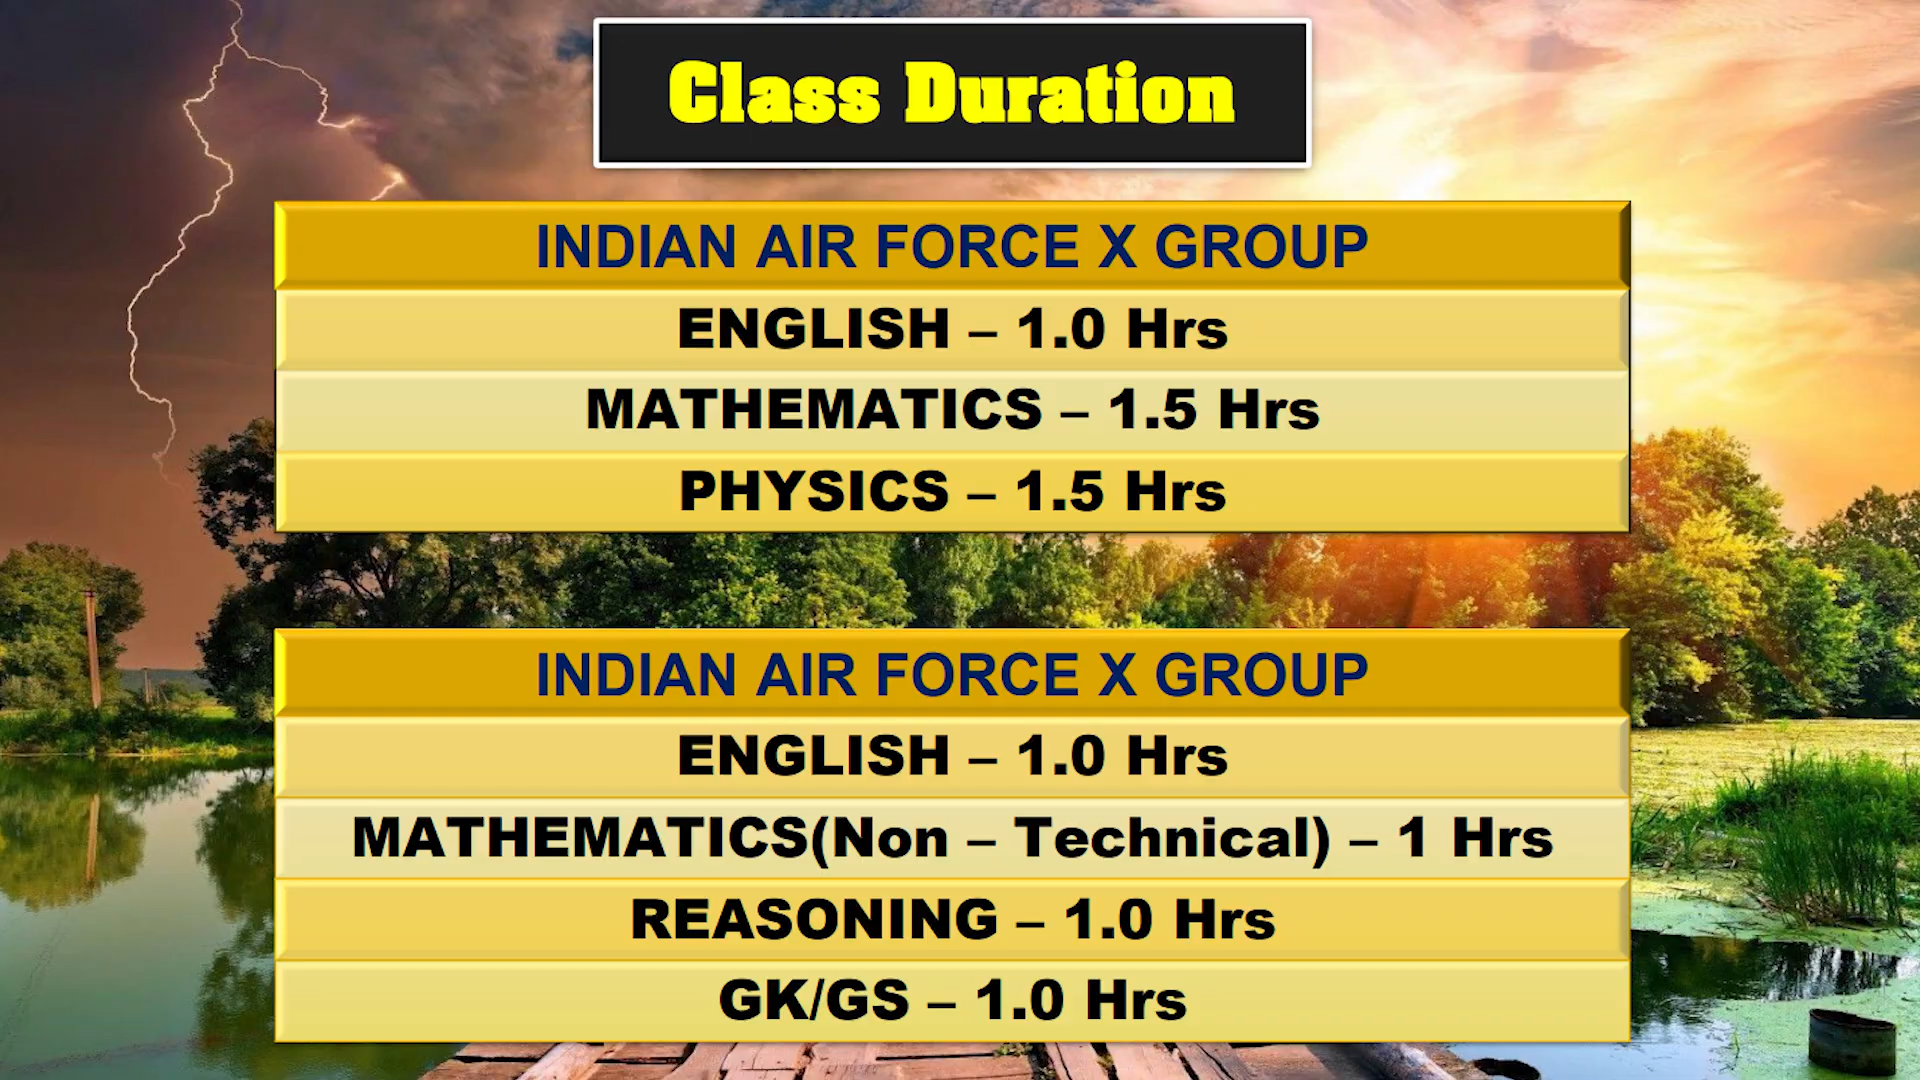 Class Duration
INDIAN AIR FORCE X GROUP
ENGLISH – 1.0 Hrs
MATHEMATICS – 1.5 Hrs
PHYSICS – 1.5 Hrs
INDIAN AIR FORCE X GROUP
ENGLISH – 1.0 Hrs
MATHEMATICS(Non – Technical) – 1 Hrs
REASONING – 1.0 Hrs
GK/GS – 1.0 Hrs